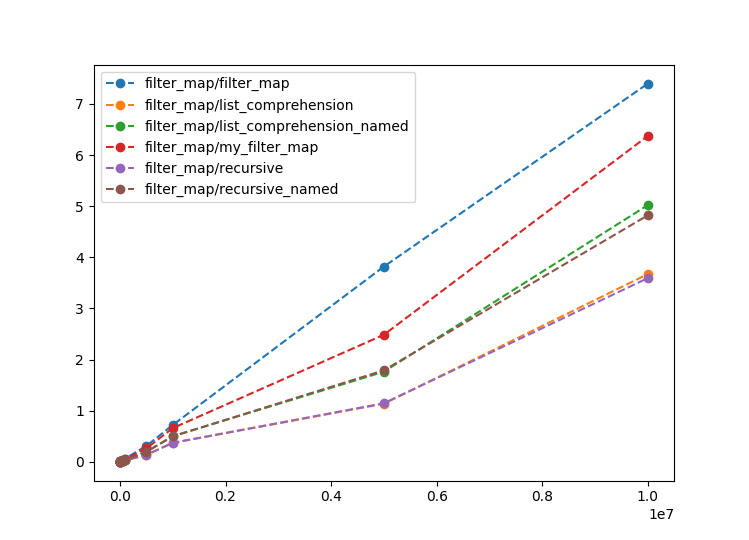 filter_map/filter_map
filter_map/list_comprehension
filter_map/list_comprehension_named
filter_map/my_filter_map
filter_map/recursive
filter_map/recursive_named
7
6
5
4
3
2
1
0
0.0 0.2 0.4 0.6 0.8 1.0
1e7